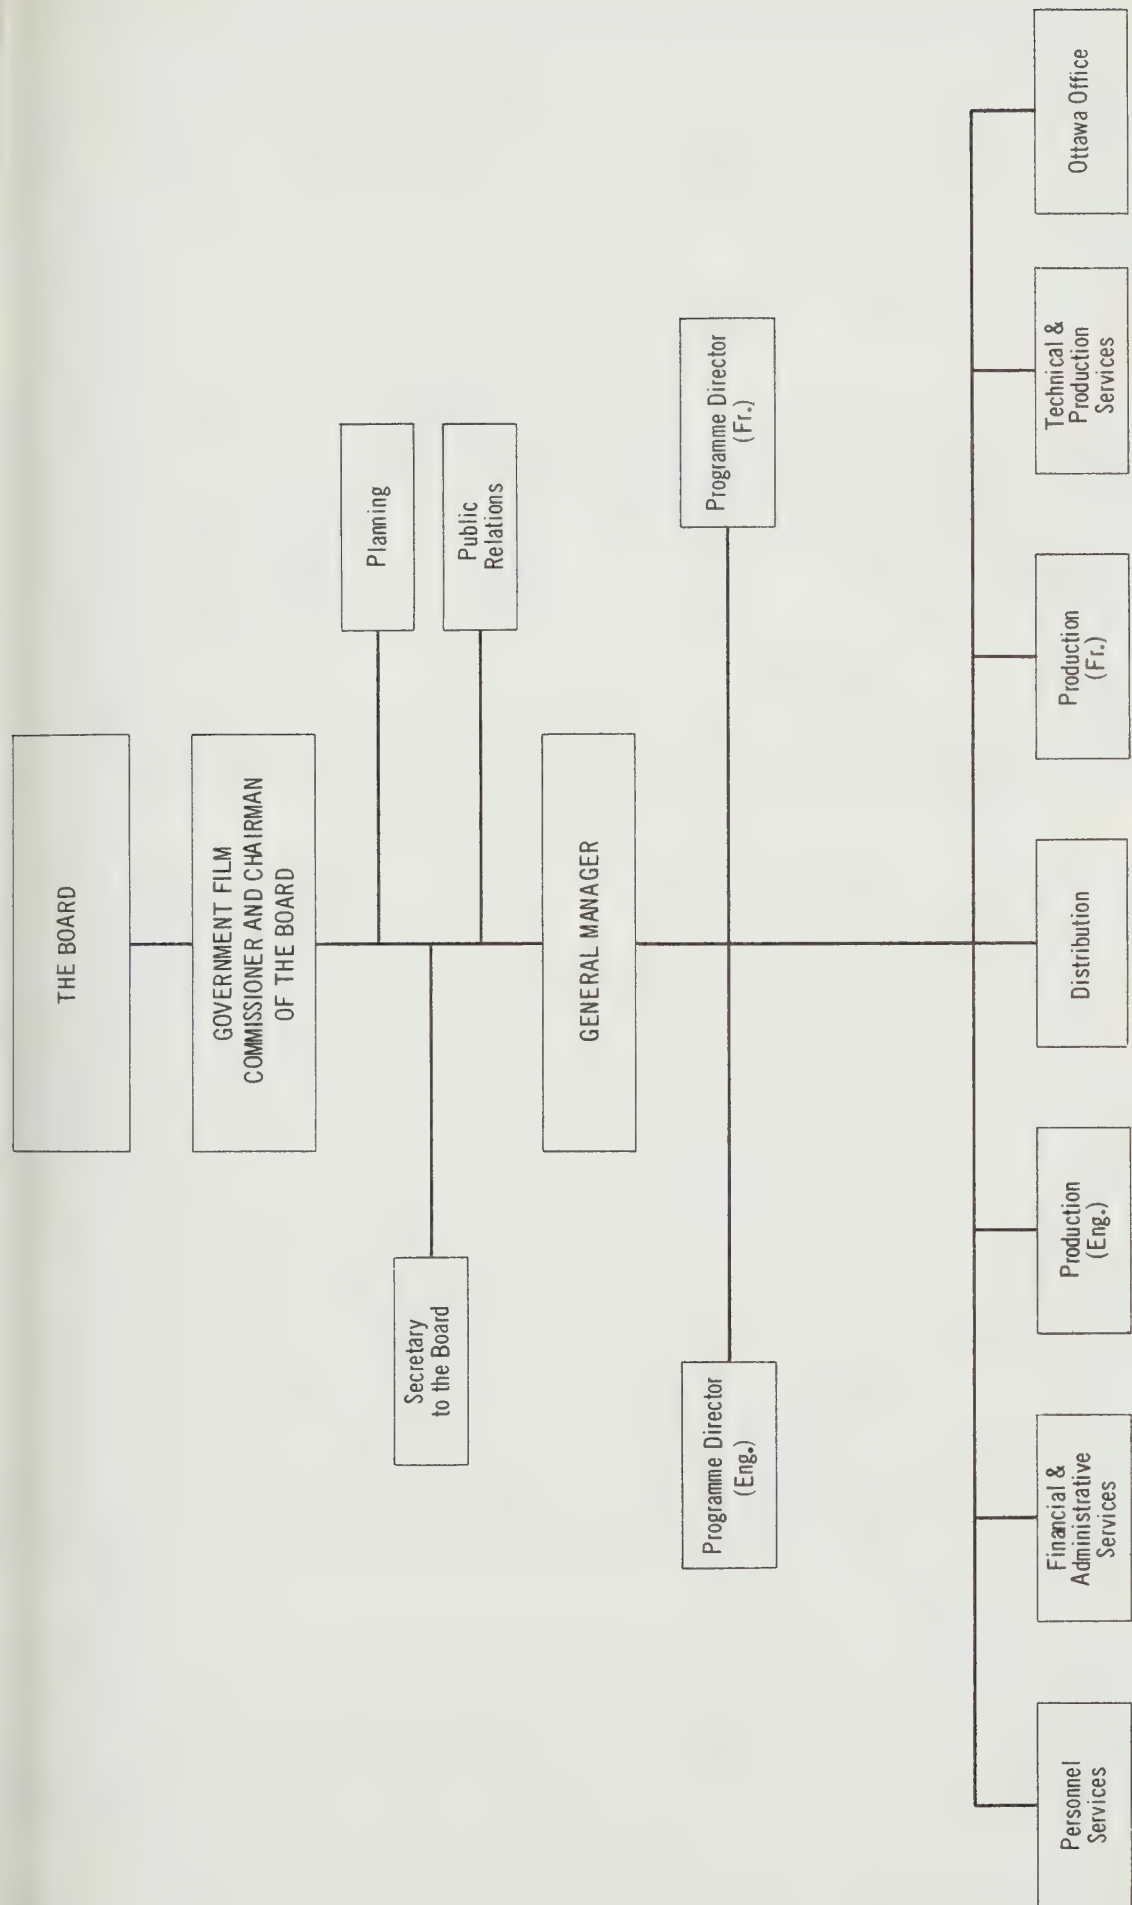 THE BOARD
GOVERNMENT FILM
COMMISSIONER AND CHAIRMAN
OF THE BOARD
Planning
Secretary
to the Board
Public
Relations
GENERAL MANAGER
Programme Director
(Eng.)
Programme Director
(Fr.)
Personnel
Services
Financial &
Administrative
Services
Production
(Eng.)
Distribution
Production
(Fr.)
Technical &
Production
Services
Ottawa Office